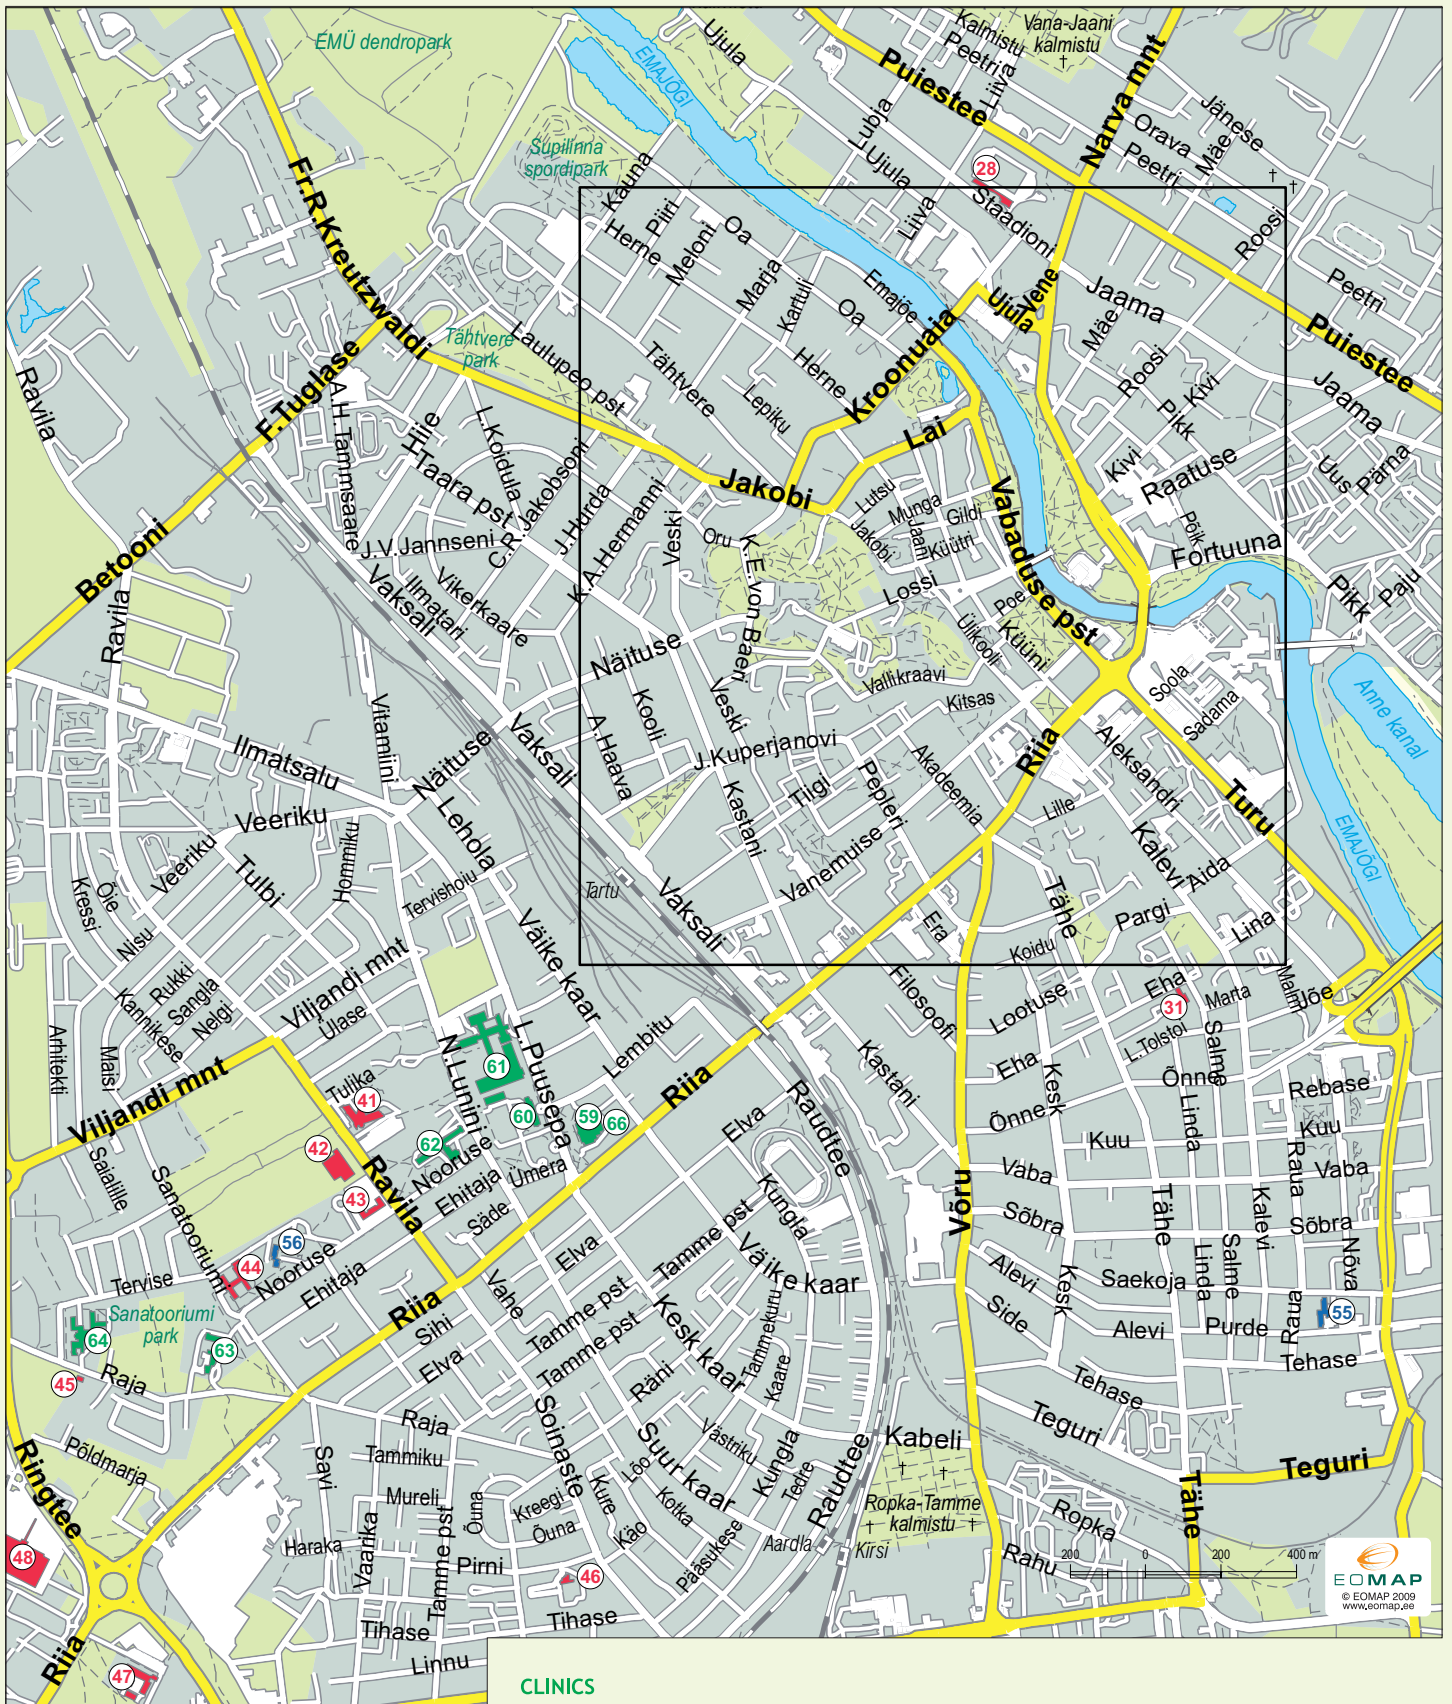 EMÜ dendropark
EMAJÕGI
Ujula
Kalmistu
Peetri
Liiva
Vana-Jaani
kalmistu
†
Puiestee
Narva mnt
Jänese
Orava
Mäe
Peetri
Lubja
Ujula
28
Staadioni
Liiva
†
†
Roosi
Peetri
Supilinna
spordipark
Kauna
Piiri
Herne
Meloni
Oa
Marja
Kartuli
Oa
Emajõe
Fr.R.Kreutzwaldi
Ravila
F.Tuglase
Tähtvere
park
Laulupeo pst
Tähtvere
Lepiku
Herne
Kroonuaia
Ujula
Vene
Jaama
Mäe
Roosi
Kivi
Pikk
Puiestee
Jaama
A.H.Tammsaare
Hiie
L.Koidula
Taara pst
C.R.Jakobsoni
J.Hurda
K.A.Hermanni
Lai
Jakobi
Lutsu
Munga
Gildi
Jaani
Küütri
Jakobi
Kivi
Raatuse
Uus
Pärna
Põik
Fortuuna
Betooni
J.V.Jannseni
Vaksali
Ilmatari
Vikerkaare
Veski
Oru
K.E.von Baeri
Lossi
Poe
Vabaduse pst
Ülikooli
Küüni
Pikk
Paju
Ravila
Näituse
Kooli
A.Haava
Veski
Vallikraavi
Kitsas
Soola
Sadama
Anne kanal
Ilmatsalu
Vitamiini
Näituse
Vaksali
J.Kuperjanovi
Kastani
Tiigi
Pepleri
Akadeemia
Riia
Lille
Aleksandri
Turu
Veeriku
Lehola
Veeriku
Tulbi
Hommiku
Tervishoiu
Vanemuise
Kalevi
Aida
EMAJÕGI
Õie
Kressi
Nisu
Tartu
Vaksali
Väike kaar
Era
Tähe
Koidu
Pargi
Lina
Rukki
Sangla
Nelgi
Kannikese
Viljandi mnt
Ülase
Filosoofi
Lootuse
Eha
31
Marta
Malmi
Jõe
L.Tolstoi
Salme
Arhitekti
Maisi
N.Lunini
61
L.Puusepa
Lembitu
Kastani
Eha
Kesk
Õnne
Õnne
Linda
Rebase
Viljandi mnt
Tulika
41
42
62
60
59
66
Riia
Raudtee
Elva
Kuu
Kuu
Raua
Saialille
Sanatooriumi
43
Ravila
Nooruse
Ehitaja
Ümera
Säde
Kungla
Võru
Vaba
Vaba
Sõbra
Tähe
Kalevi
Sõbra
56
44
Nooruse
Ehitaja
Tervise
Elva
Tamme pst
Väike kaar
Alevi
Saekoja
Linda
Salme
Nõva
Kesk
Vahe
Riia
Sihi
Tamme pst
Tammekuru
Side
Alevi
Purde
Raua
55
Sanatooriumi
park
64
63
Elva
Tamme pst
Kesk kaar
Kaare
Tehase
Tehase
45
Raja
Räni
Teguri
Raja
Soinaste
Suur kaar
Västriku
Kungla
Kabeli
Põldmarja
Tammiku
Savi
Lõo
Tedre
Raudtee
†
†
Teguri
Ringtee
Mureli
Õuna
Kreegi
Kure
Kotka
Ropka-Tamme
kalmistu
†
†
Tähe
Ropka
48
Haraka
Vaarika
Tamme pst
Õuna
Käo
Pääsukese
Aardla
Kirsi
Rahu
Pirni
46
200
0
200
400 m
EOMAP
© EOMAP 2009
www.eomap.ee
Tihase
Tihase
Riia
47
Linnu
CLINICS